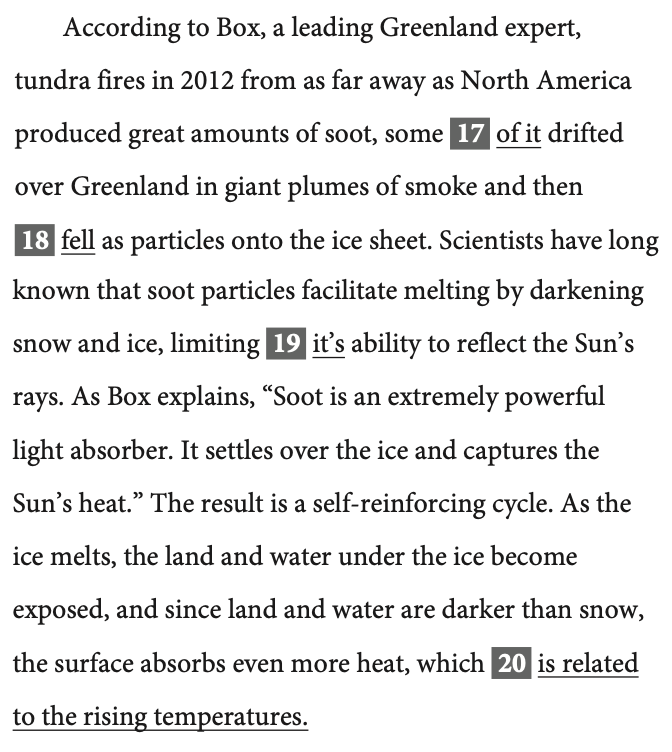 According to Box, a leading Greenland expert,
tundra fires in 2012 from as far away as North America
produced great amounts of soot, some 17 of it drifted
over Greenland in giant plumes of smoke and then
18 fell as particles onto the ice sheet. Scientists have long
known that soot particles facilitate melting by darkening
snow and ice, limiting 19 it’s ability to reflect the Sun’s
rays. As Box explains, “Soot is an extremely powerful
light absorber. It settles over the ice and captures the
Sun’s heat.” The result is a self-reinforcing cycle. As the
ice melts, the land and water under the ice become
exposed, and since land and water are darker than snow,
the surface absorbs even more heat, which 20 is related
to the rising temperatures.